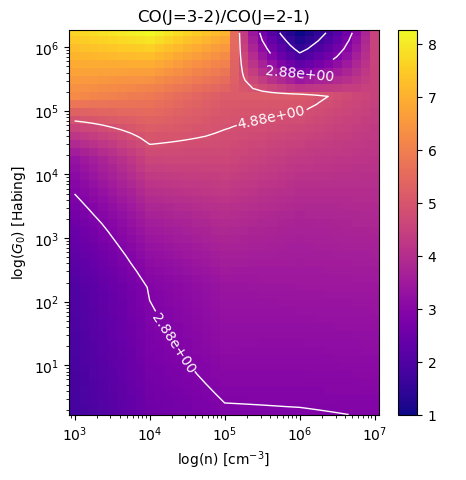 CO(J=3-2)/CO(J=2-1)
log(G₀) [Habing]
10⁶
10⁵
10⁴
10³
10²
10¹
2.88e+00
4.88e+00
2.88e+00
10³ 10⁴ 10⁵ 10⁶ 10⁷
log(n) [cm⁻³]
8
7
6
5
4
3
2
1